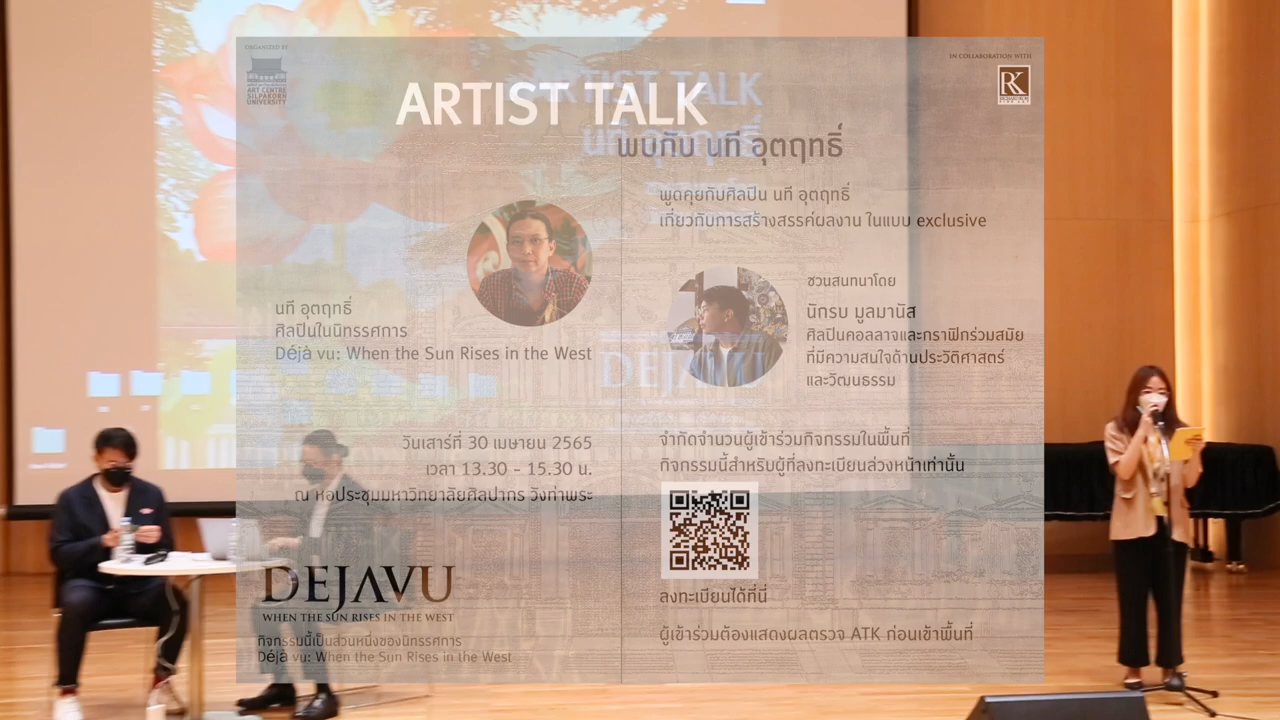 ORGANIZED BY
ART CENTRE
SILPAKORN
UNIVERSITY
IN COLLABORATION WITH
RK
ARTIST TALK
พบกับ นที อุตฤทธิ์
ARTIST TALK
นที อุตฤทธิ์
พูดคุยกับศิลปิน นที อุตฤทธิ์
เกี่ยวกับการสร้างสรรค์ผลงาน ในแบบ exclusive
นที อุตฤทธิ์
ศิลปินในนิทรรศการ
Déjà vu: When the Sun Rises in the West
ชวนสนทนาโดย
นักรบ มูลมานัส
ศิลปินคอลลาจและกราฟิกร่วมสมัย
ที่มีความสนใจด้านประวัติศาสตร์
และวัฒนธรรม
วันเสาร์ที่ 30 เมษายน 2565
เวลา 13.30 - 15.30 น.
ณ หอประชุมมหาวิทยาลัยศิลปากร วังท่าพระ
จำกัดจำนวนผู้เข้าร่วมกิจกรรมในพื้นที่
กิจกรรมนี้สำหรับผู้ที่ลงทะเบียนล่วงหน้าเท่านั้น
ลงทะเบียนได้ที่นี่
ผู้เข้าร่วมต้องแสดงผลตรวจ ATK ก่อนเข้าพื้นที่
DEJAVU
WHEN THE SUN RISES IN THE WEST
กิจกรรมนี้เป็นส่วนหนึ่งของนิทรรศการ
Déjà vu: When the Sun Rises in the West